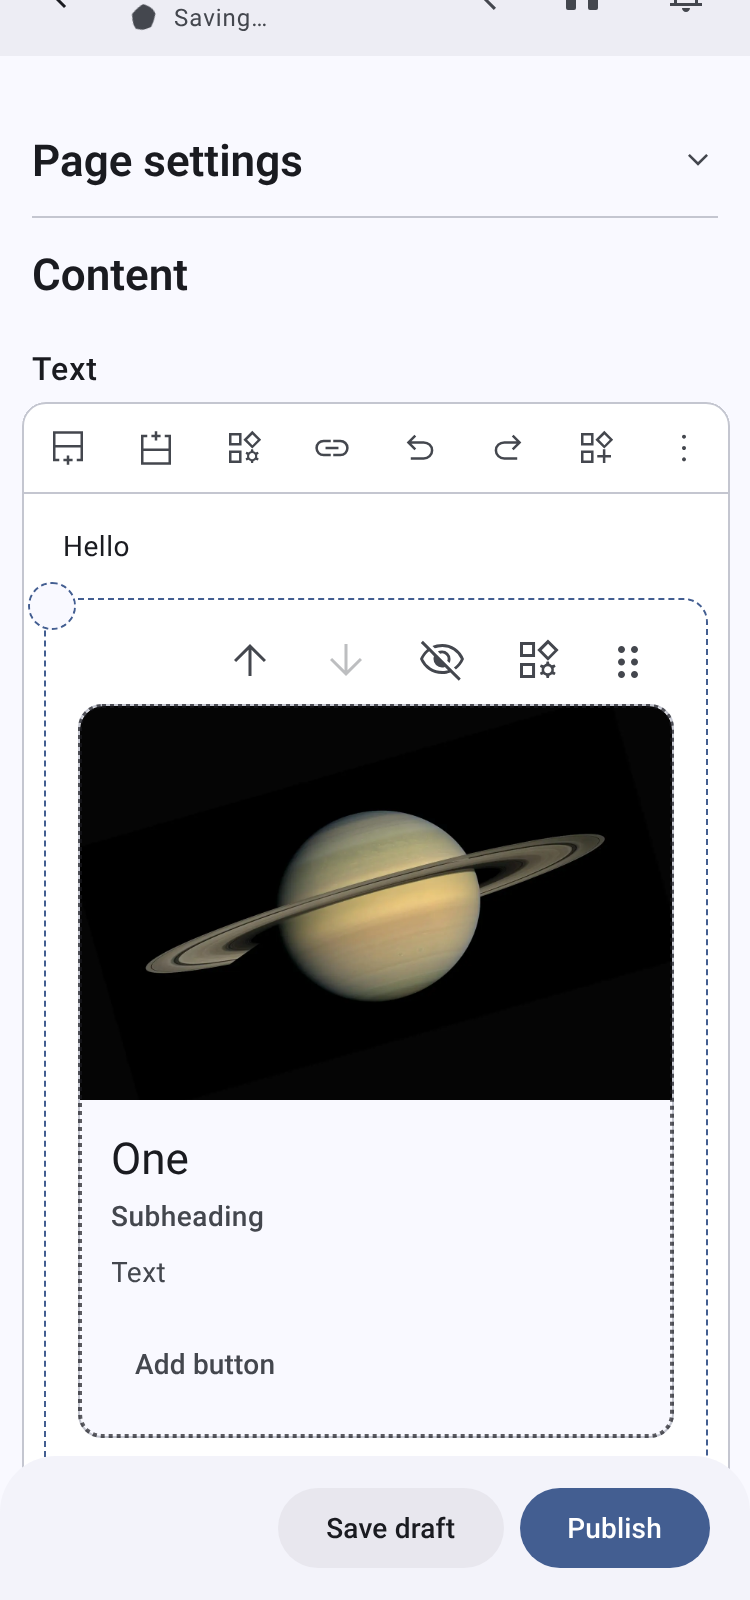 Saving...
Page settings
Content
Text
Hello
One
Subheading
Text
Add button
Save draft
Publish